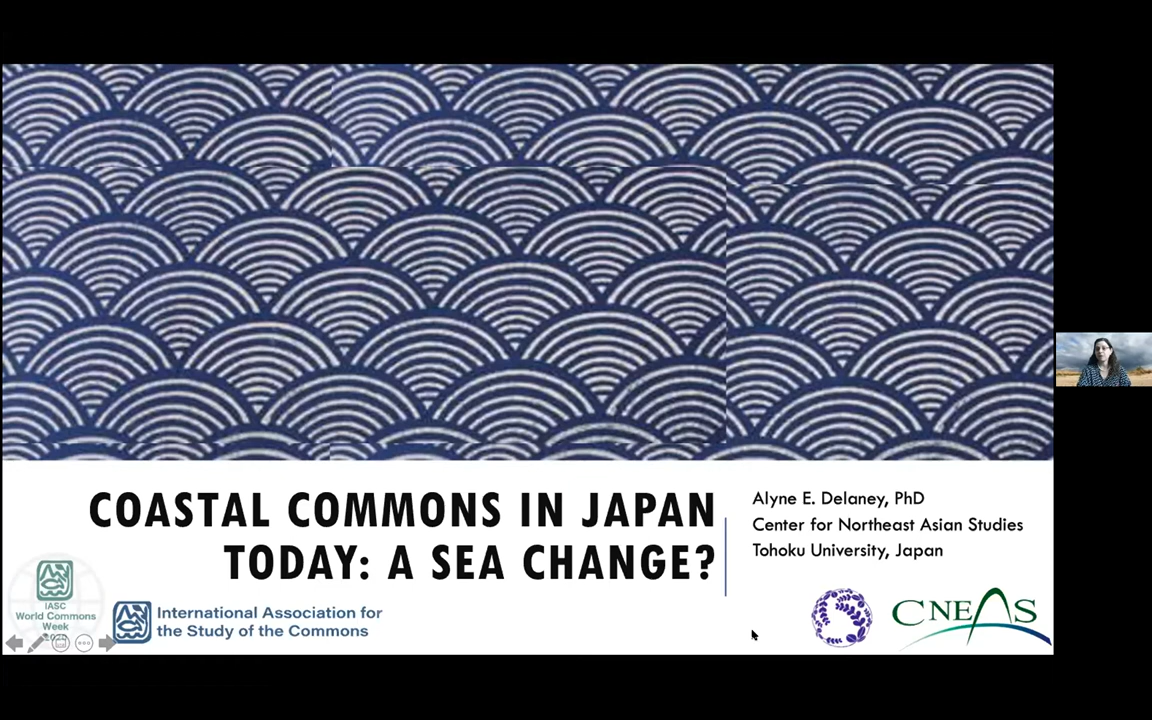 COASTAL COMMONS IN JAPAN
TODAY: A SEA CHANGE?
Alyne E. Delaney, PhD
Center for Northeast Asian Studies
Tohoku University, Japan
IASC
World Commons
Week
International Association for
the Study of the Commons
CNEAS